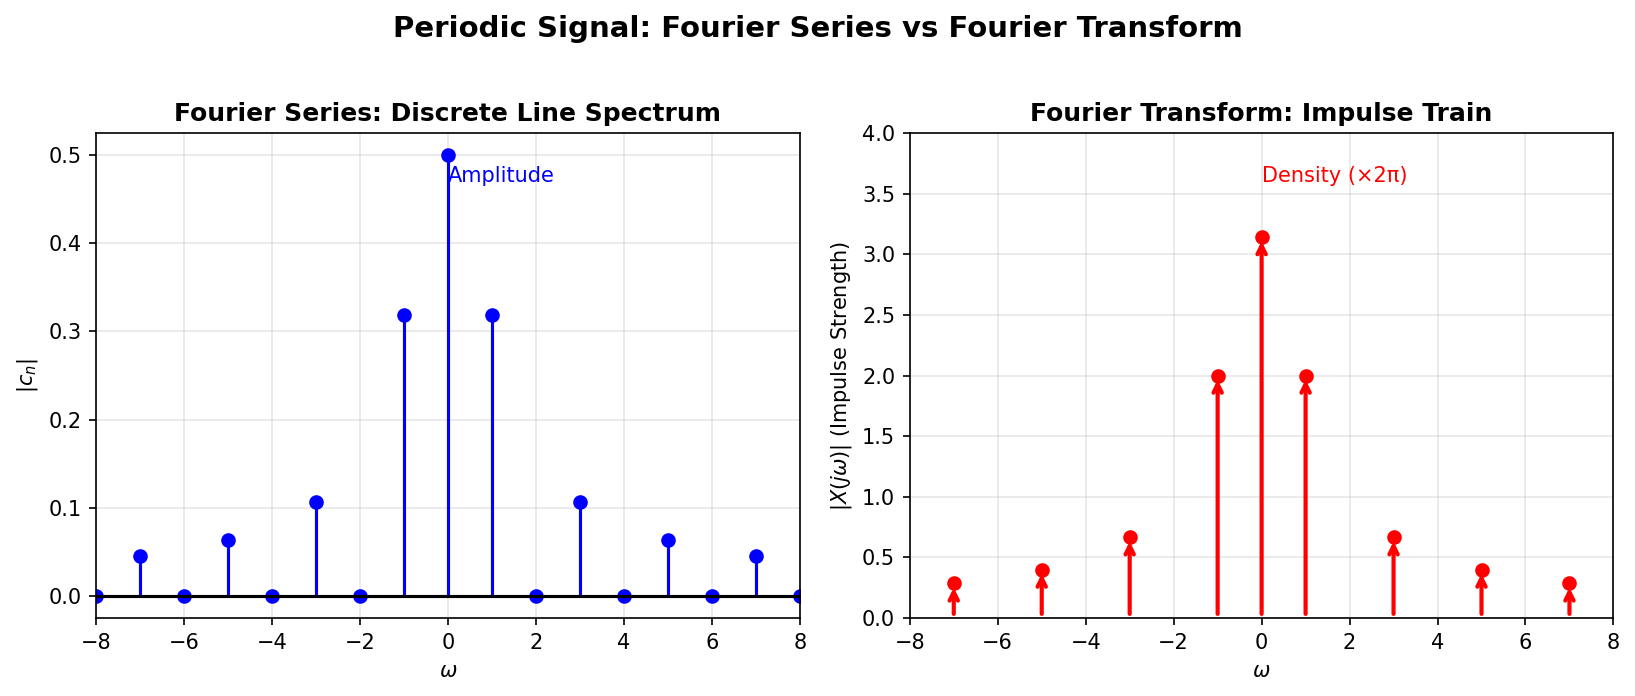 Periodic Signal: Fourier Series vs Fourier Transform
Fourier Series: Discrete Line Spectrum
|cₙ|
0.5
0.4
0.3
0.2
0.1
0.0
Amplitude
−8 −6 −4 −2 0 2 4 6 8
ω
Fourier Transform: Impulse Train
|X(jω)| (Impulse Strength)
4.0
3.5
3.0
2.5
2.0
1.5
1.0
0.5
0.0
Density (×2π)
−8 −6 −4 −2 0 2 4 6 8
ω